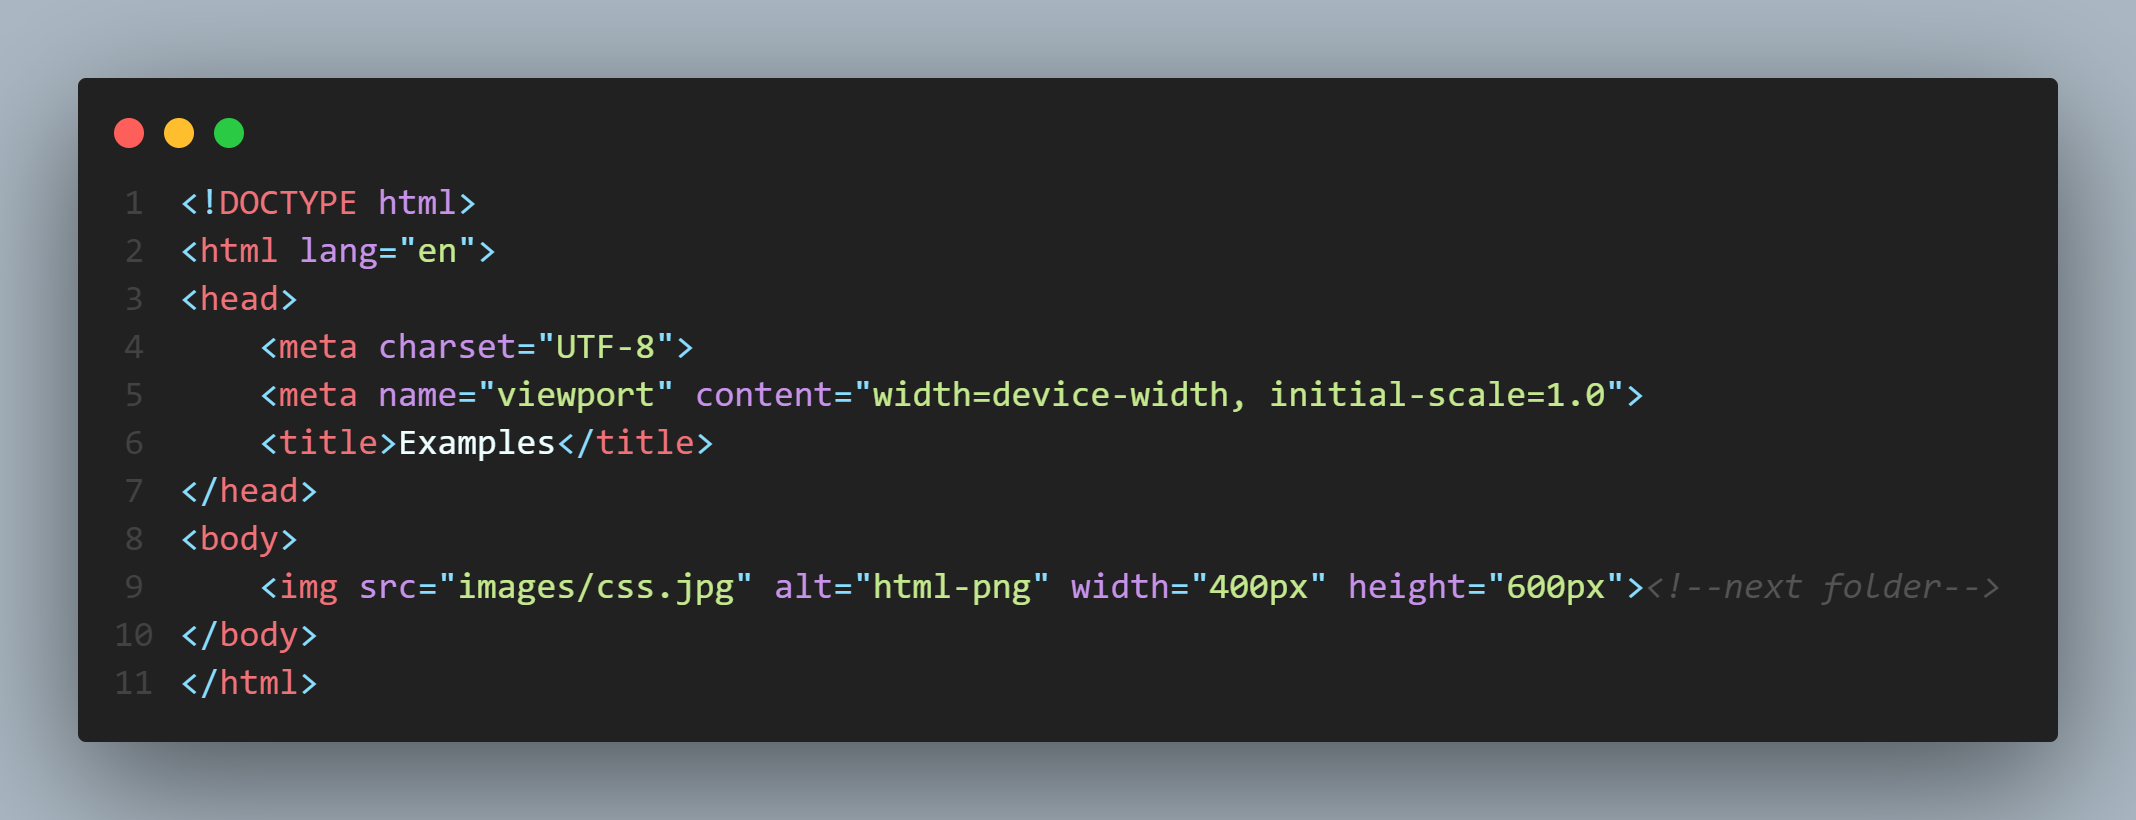 1 <!DOCTYPE html>
2 <html lang="en">
3 <head>
4     <meta charset="UTF-8">
5     <meta name="viewport" content="width=device-width, initial-scale=1.0">
6     <title>Examples</title>
7 </head>
8 <body>
9     <img src="images/css.jpg" alt="html-png" width="400px" height="600px"><!--next folder-->
10 </body>
11 </html>